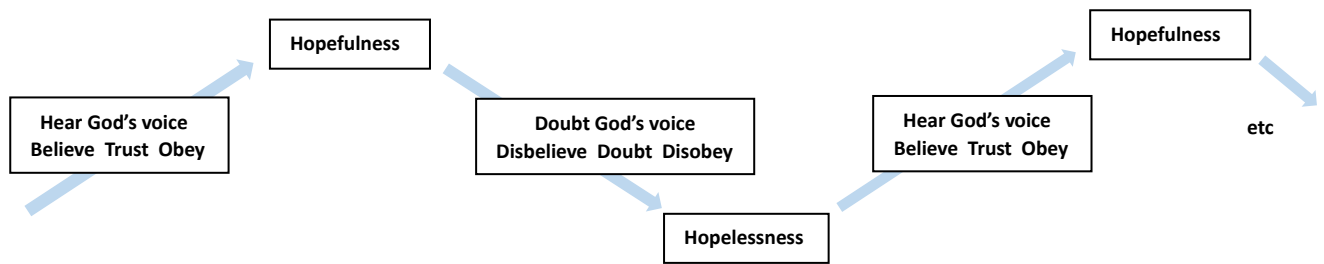 Hopefulness
Hear God’s voice
Believe Trust Obey
Doubt God’s voice
Disbelieve Doubt Disobey
Hopelessness
Hear God’s voice
Believe Trust Obey
Hopefulness
etc